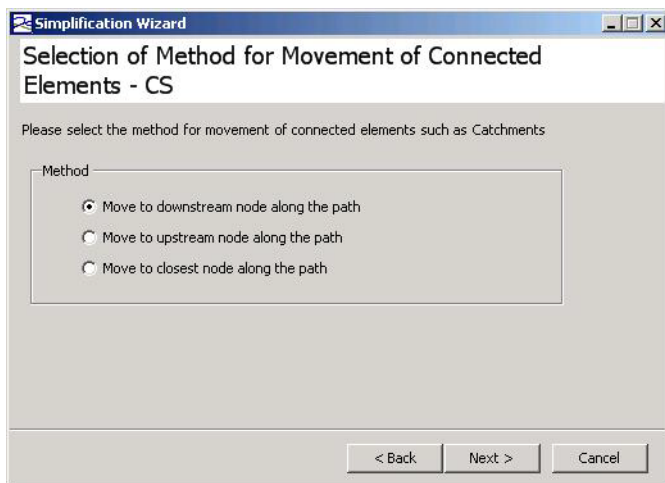 Simplification Wizard
Selection of Method for Movement of Connected
Elements - CS
Please select the method for movement of connected elements such as Catchments
Method
Move to downstream node along the path
Move to upstream node along the path
Move to closest node along the path
< Back
Next >
Cancel